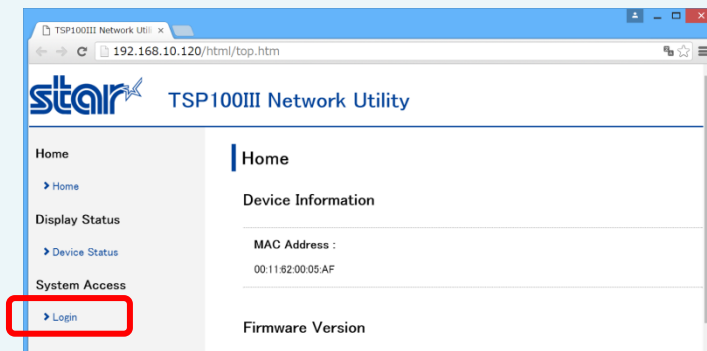 TSP100III Network Utili
192.168.10.120/html/top.htm
star TSP100III Network Utility
Home
Home
Display Status
Device Status
System Access
Login
Home
Device Information
MAC Address :
00:11:62:00:05:AF
Firmware Version